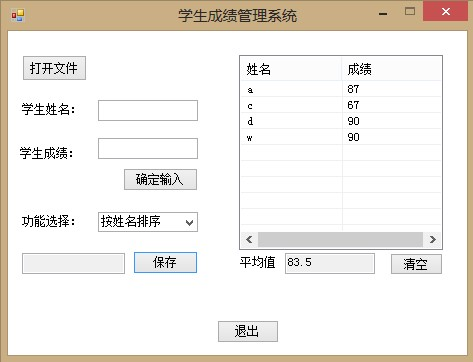 学生成绩管理系统
打开文件
学生姓名：
学生成绩：
确定输入
功能选择： 按姓名排序
保存
姓名 成绩
a 87
c 67
d 90
w 90
平均值 83.5 清空
退出